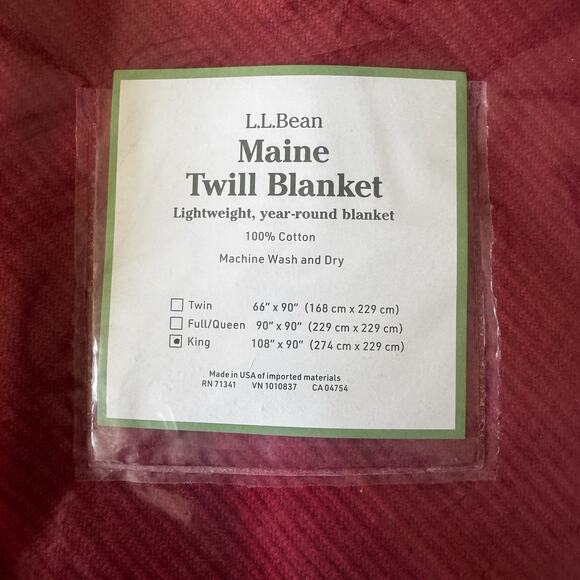 L.L.Bean
Maine
Twill Blanket
Lightweight, year-round blanket
100% Cotton
Machine Wash and Dry
Twin 66" x 90" (168 cm x 229 cm)
Full/Queen 90" x 90" (229 cm x 229 cm)
King 108" x 90" (274 cm x 229 cm)
Made in USA of imported materials
RN 71341 VN 1010837 CA 04754